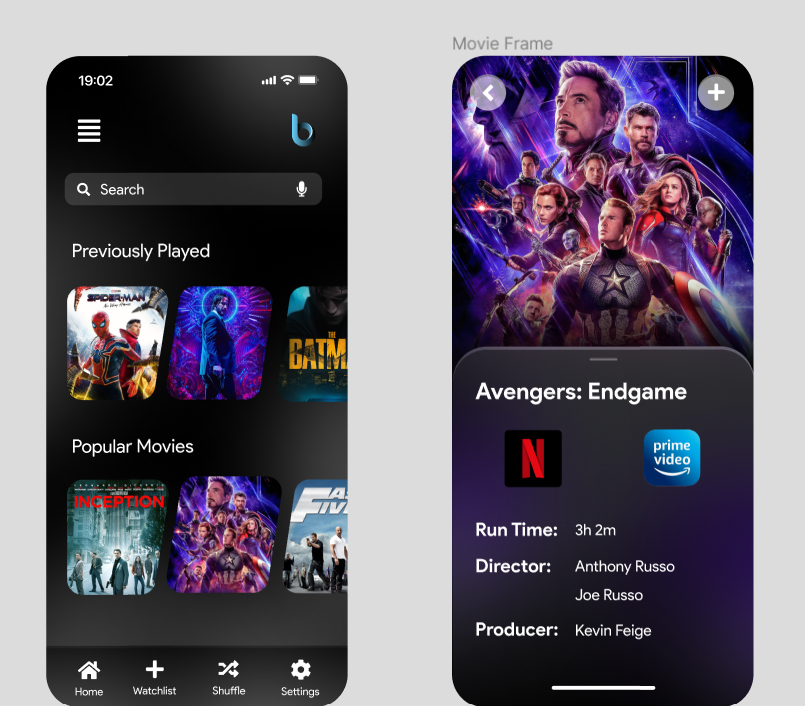 Movie Frame
19:02
b
Search
Previously Played
SPIDER-MAN
THE
BATM
Popular Movies
INCEPTION
FAS
FIVE
Home
Watchlist
Shuffle
Settings
Avengers: Endgame
N
prime
video
Run Time: 3h 2m
Director: Anthony Russo
Joe Russo
Producer: Kevin Feige